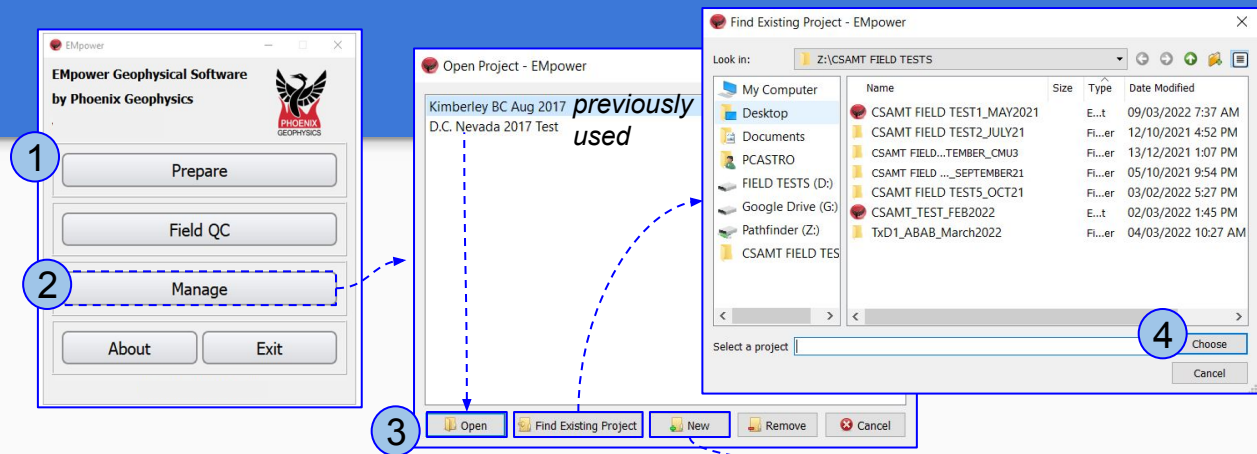 EMpower
EMpower Geophysical Software
by Phoenix Geophysics
PHOENIX
GEOPHYSICS
1
Prepare
Field QC
2
Manage
About
Exit
Open Project - EMpower
Kimberley BC Aug 2017
D.C. Nevada 2017 Test
previously
used
3
Open
Find Existing Project
New
Remove
Cancel
Find Existing Project - EMpower
Look in:
Z:\CSAMT FIELD TESTS
My Computer
Desktop
Documents
PCASTRO
FIELD TESTS (D:)
Google Drive (G:)
Pathfinder (Z:)
CSAMT FIELD TES
Name Size Type Date Modified
CSAMT FIELD TEST1_MAY2021 E...t 09/03/2022 7:37 AM
CSAMT FIELD TEST2_JULY21 Fi...er 12/10/2021 4:52 PM
CSAMT FIELD...TEMBER_CMU3 Fi...er 13/12/2021 1:07 PM
CSAMT FIELD ..._SEPTEMBER21 Fi...er 05/10/2021 9:54 PM
CSAMT FIELD TEST5_OCT21 Fi...er 03/02/2022 5:27 PM
CSAMT_TEST_FEB2022 E...t 02/03/2022 1:45 PM
TxD1_ABAB_March2022 Fi...er 04/03/2022 10:27 AM
Select a project
4
Choose
Cancel